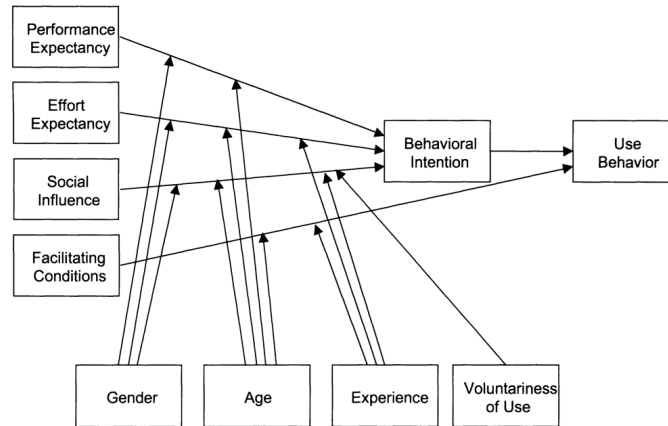 Performance
Expectancy
Effort
Expectancy
Social
Influence
Facilitating
Conditions
Behavioral
Intention
Use
Behavior
Gender
Age
Experience
Voluntariness
of Use